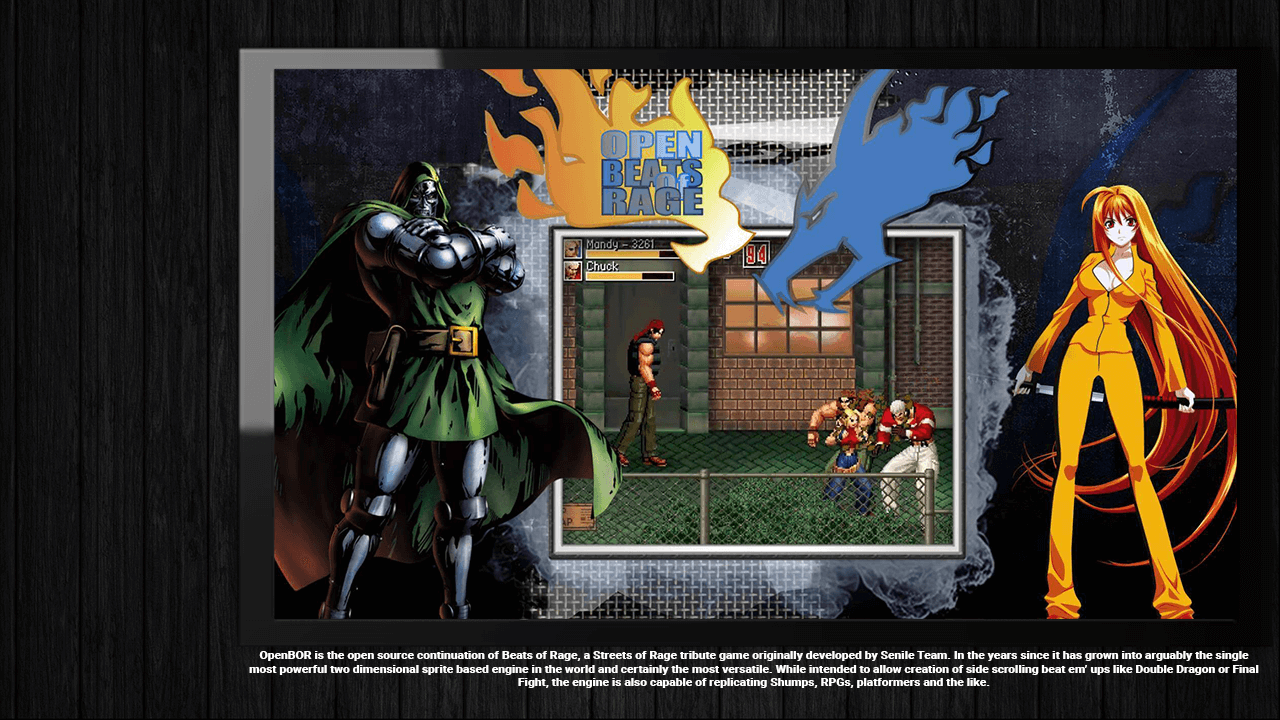 OPEN
BEATS
of
RAGE
Mandy - 3261
Chuck
94
AP
OpenBOR is the open source continuation of Beats of Rage, a Streets of Rage tribute game originally developed by Senile Team. In the years since it has grown into arguably the single
most powerful two dimensional sprite based engine in the world and certainly the most versatile. While intended to allow creation of side scrolling beat em' ups like Double Dragon or Final
Fight, the engine is also capable of replicating Shumps, RPGs, platformers and the like.